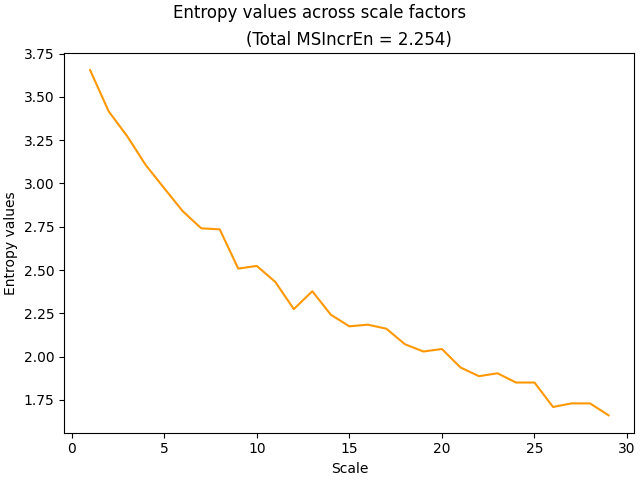 Entropy values across scale factors
(Total MSIncrEn = 2.254)
3.75
3.50
3.25
3.00
2.75
2.50
2.25
2.00
1.75
Entropy values
0 5 10 15 20 25 30
Scale